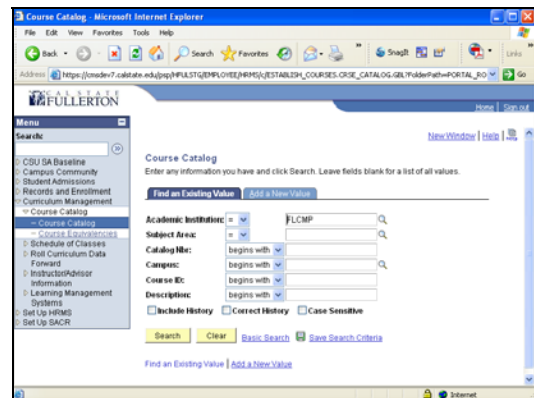 Course Catalog - Microsoft Internet Explorer
File Edit View Favorites Tools Help
Back Search Favorites SnagIt Links
Address https://cmsdev7.calstate.edu/psp/HFULSTG/EMPLOYEE/HRMS/c/ESTABLISH_COURSES.CRSE_CATALOG.GBL?FolderPath=PORTAL_RO Go
CAL STATE
FULLERTON
Home | Sign out
Menu
Search:
CSU SA Baseline
Campus Community
Student Admissions
Records and Enrollment
Curriculum Management
Course Catalog
– Course Catalog
– Course Equivalencies
Schedule of Classes
Roll Curriculum Data
Forward
Instructor/Advisor
Information
Learning Management
Systems
Set Up HRMS
Set Up SACR
New Window | Help |
Course Catalog
Enter any information you have and click Search. Leave fields blank for a list of all values.
Find an Existing Value Add a New Value
Academic Institution: = FLCMP
Subject Area: =
Catalog Nbr: begins with
Campus: begins with
Course ID: begins with
Description: begins with
Include History Correct History Case Sensitive
Search Clear Basic Search Save Search Criteria
Find an Existing Value | Add a New Value
Internet